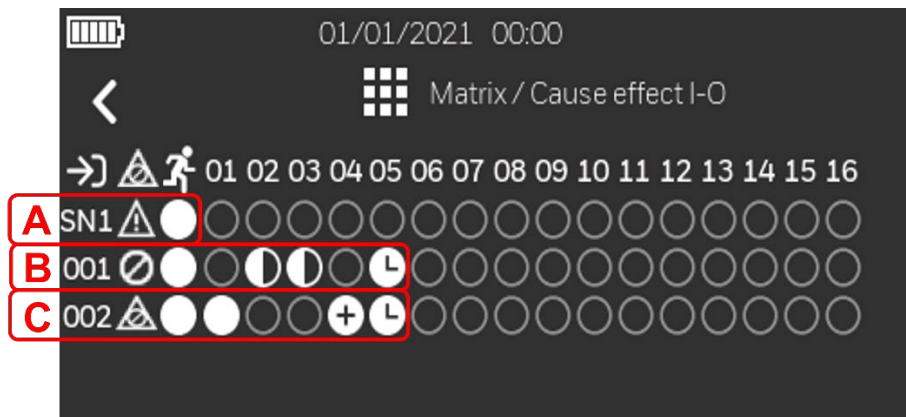 01/01/2021 00:00
Matrix / Cause effect I-O
01 02 03 04 05 06 07 08 09 10 11 12 13 14 15 16
A SN1
B 001
C 002